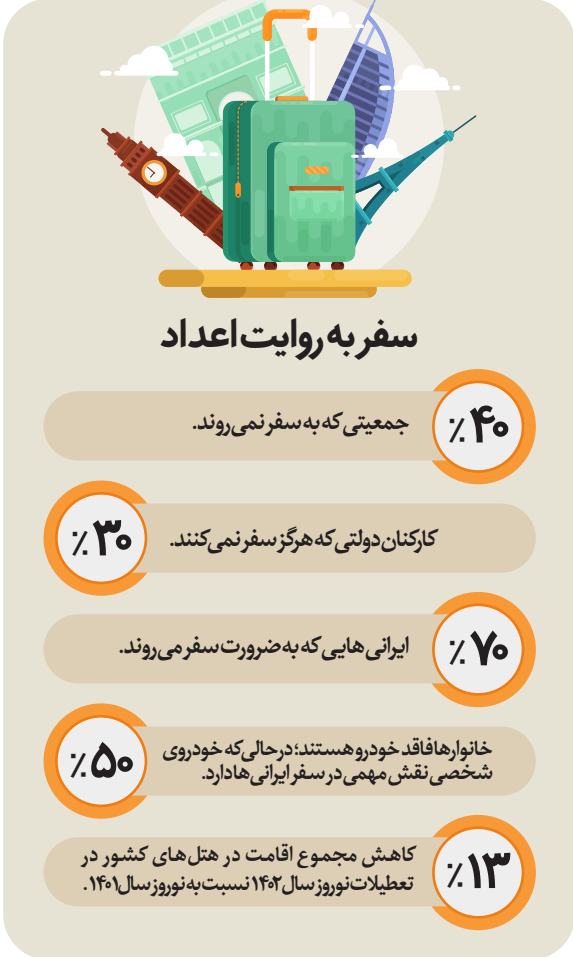 سفر به روایت اعداد
٪۴۰
جمعیتی که به سفر نمی‌روند.
٪۳۰
کارکنان دولتی که هرگز سفر نمی‌کنند.
٪۷۰
ایرانی‌هایی که به ضرورت سفر می‌روند.
٪۵۰
خانوارها فاقد خودرو هستند؛ درحالی‌که خودروی
شخصی نقش مهمی در سفر ایرانی‌ها دارد.
٪۱۳
کاهش مجموع اقامت در هتل‌های کشور در
تعطیلات نوروز سال ۱۴۰۲ نسبت به نوروز سال ۱۴۰۱.